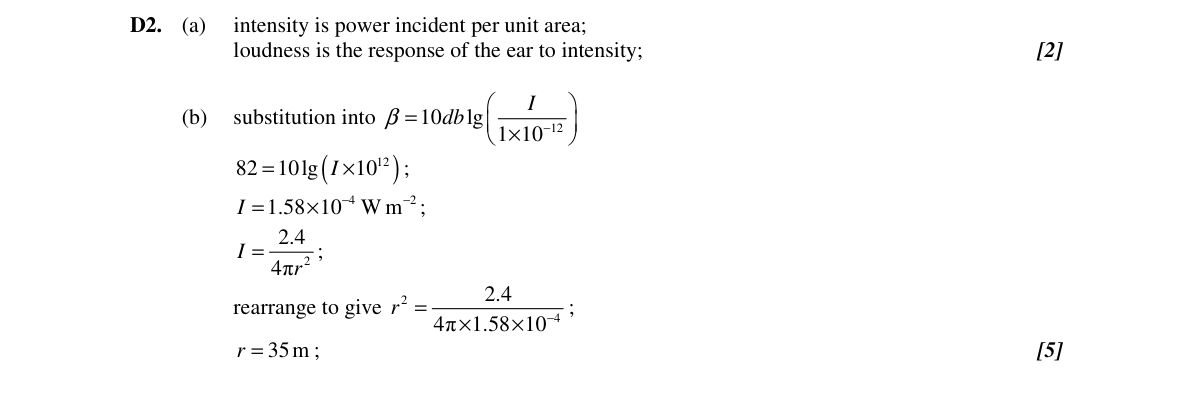 D2. (a) intensity is power incident per unit area;
loudness is the response of the ear to intensity; [2]
(b) substitution into β = 10db lg(I / 1×10⁻¹²)
82 = 10 lg(I×10¹²);
I = 1.58×10⁻⁴ W m⁻²;
I = 2.4 / 4πr²;
rearrange to give r² = 2.4 / 4π×1.58×10⁻⁴;
r = 35 m; [5]